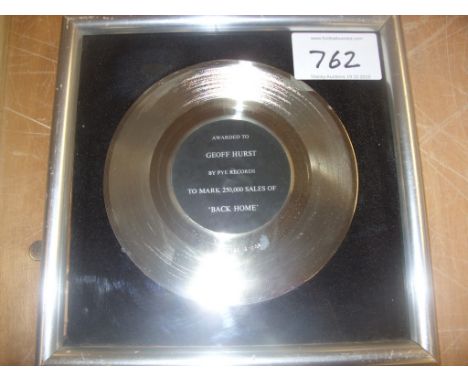 762
AWARDED TO
GEOFF HURST
BY PYE RECORDS
TO MARK 250,000 SALES OF
'BACK HOME'